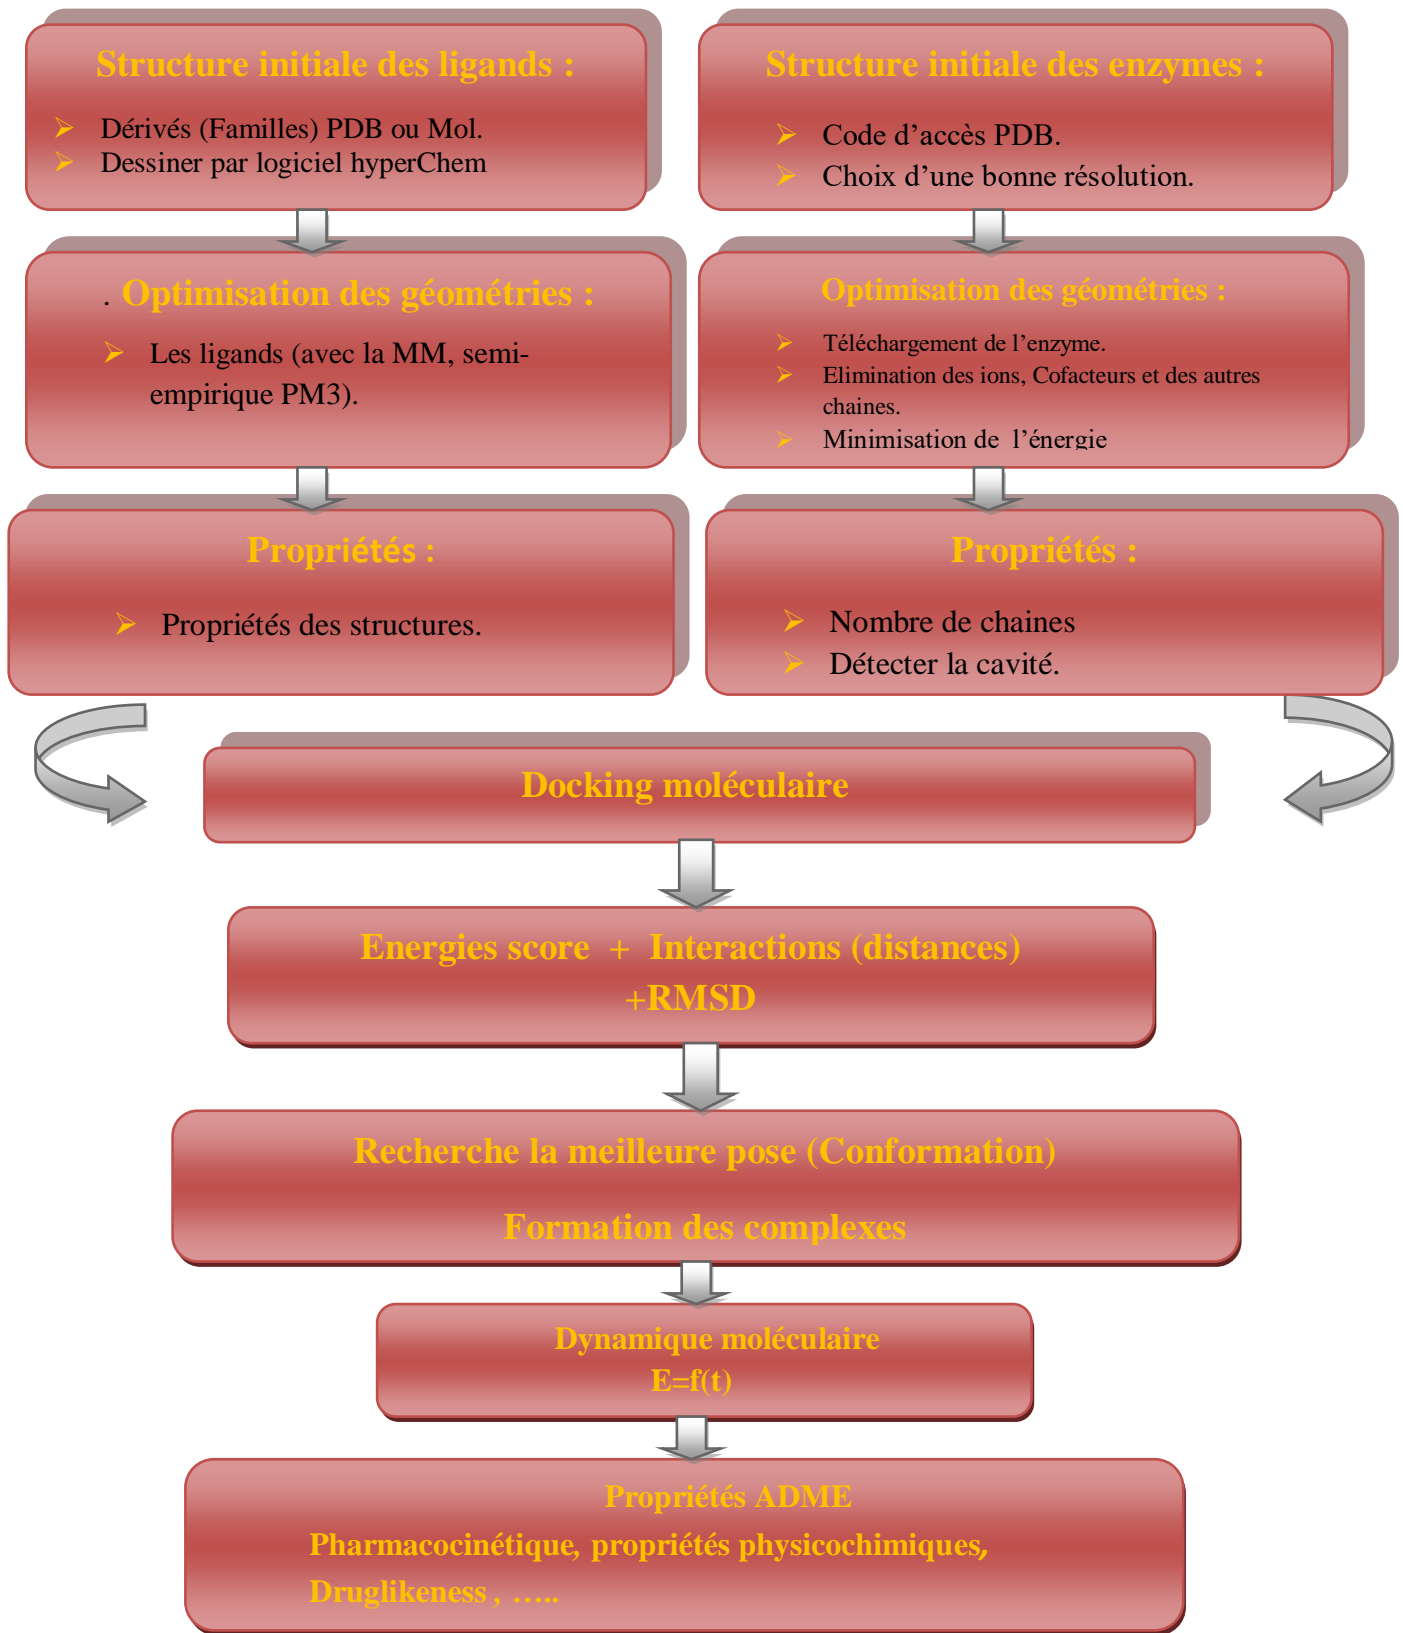 Structure initiale des ligands :
➢ Dérivés (Familles) PDB ou Mol.
➢ Dessiner par logiciel hyperChem
Structure initiale des enzymes :
➢ Code d’accès PDB.
➢ Choix d’une bonne résolution.
. Optimisation des géométries :
➢ Les ligands (avec la MM, semi-
empirique PM3).
Optimisation des géométries :
➢ Téléchargement de l’enzyme.
➢ Elimination des ions, Cofacteurs et des autres
chaines.
➢ Minimisation de l’énergie
Propriétés :
➢ Propriétés des structures.
Propriétés :
➢ Nombre de chaines
➢ Détecter la cavité.
Docking moléculaire
Energies score + Interactions (distances)
+RMSD
Recherche la meilleure pose (Conformation)
Formation des complexes
Dynamique moléculaire
E=f(t)
Propriétés ADME
Pharmacocinétique, propriétés physicochimiques,
Druglikeness , …..